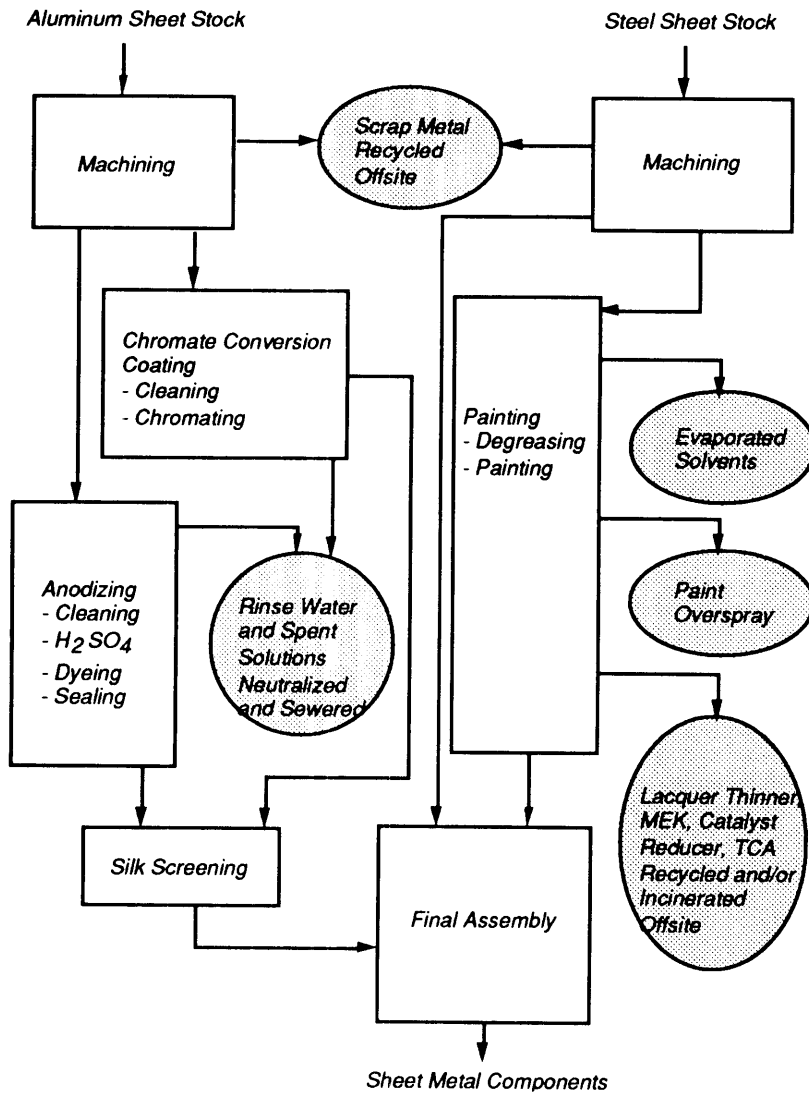 Aluminum Sheet Stock
Steel Sheet Stock
Machining
Scrap Metal
Recycled
Offsite
Machining
Chromate Conversion
Coating
- Cleaning
- Chromating
Painting
- Degreasing
- Painting
Evaporated
Solvents
Anodizing
- Cleaning
- H2SO4
- Dyeing
- Sealing
Rinse Water
and Spent
Solutions
Neutralized
and Sewered
Paint
Overspray
Lacquer Thinner,
MEK, Catalyst
Reducer, TCA
Recycled and/or
Incinerated
Offsite
Silk Screening
Final Assembly
Sheet Metal Components